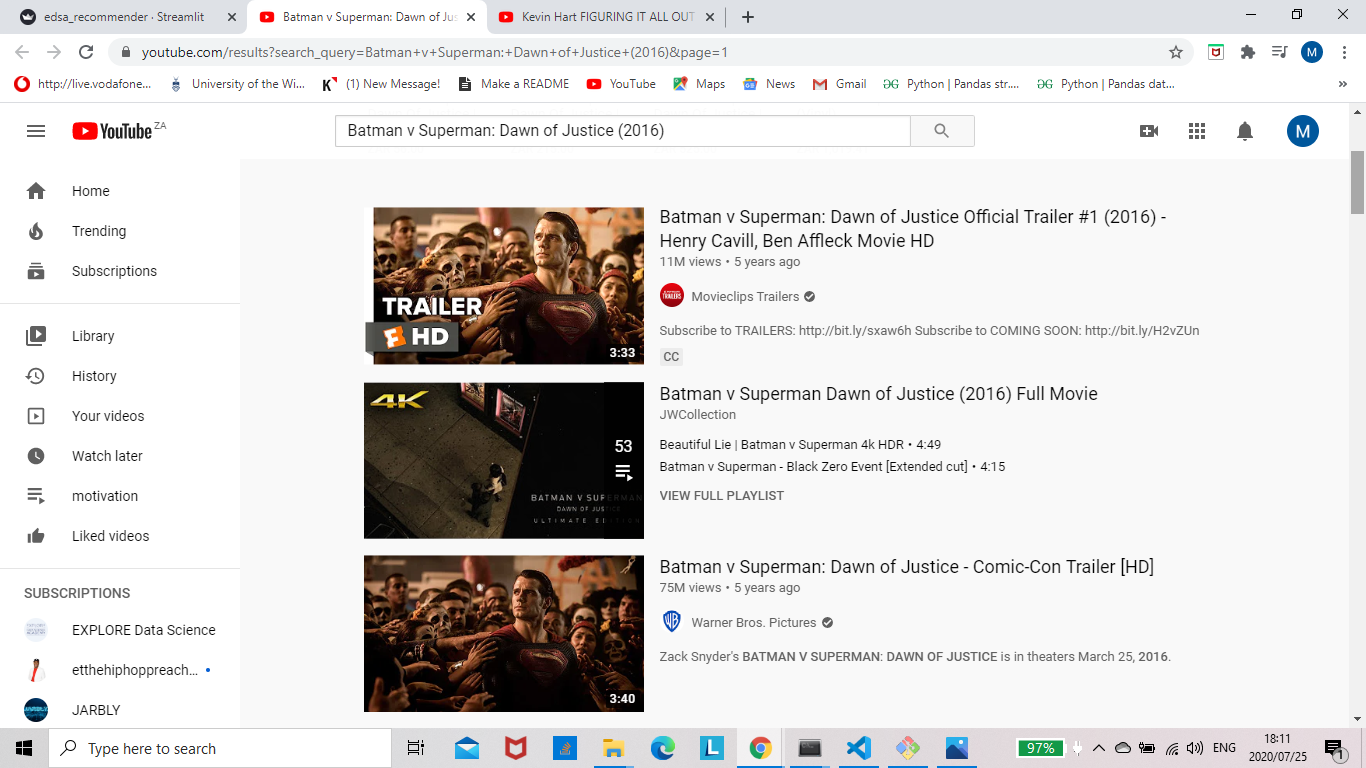 edsa_recommender · Streamlit
Batman v Superman: Dawn of Jus
Kevin Hart FIGURING IT ALL OUT
youtube.com/results?search_query=Batman+v+Superman:+Dawn+of+Justice+(2016)&page=1
M
http://live.vodafone...
University of the Wi...
(1) New Message!
Make a README
YouTube
Maps
News
Gmail
Python | Pandas str....
Python | Pandas dat...
»
YouTube ZA
Batman v Superman: Dawn of Justice (2016)
M
Home
Trending
Subscriptions
Library
History
Your videos
Watch later
motivation
Liked videos
SUBSCRIPTIONS
EXPLORE Data Science
etthehiphoppreach...
JARBLY
TRAILER
HD
3:33
Batman v Superman: Dawn of Justice Official Trailer #1 (2016) -
Henry Cavill, Ben Affleck Movie HD
11M views • 5 years ago
Movieclips Trailers
Subscribe to TRAILERS: http://bit.ly/sxaw6h Subscribe to COMING SOON: http://bit.ly/H2vZUn
CC
4K
53
BATMAN V SUPERMAN
DAWN OF JUSTICE
ULTIMATE EDITION
Batman v Superman Dawn of Justice (2016) Full Movie
JWCollection
Beautiful Lie | Batman v Superman 4k HDR • 4:49
Batman v Superman - Black Zero Event [Extended cut] • 4:15
VIEW FULL PLAYLIST
3:40
Batman v Superman: Dawn of Justice - Comic-Con Trailer [HD]
75M views • 5 years ago
Warner Bros. Pictures
Zack Snyder's BATMAN V SUPERMAN: DAWN OF JUSTICE is in theaters March 25, 2016.
Type here to search
L
97%
ENG
18:11
2020/07/25
1